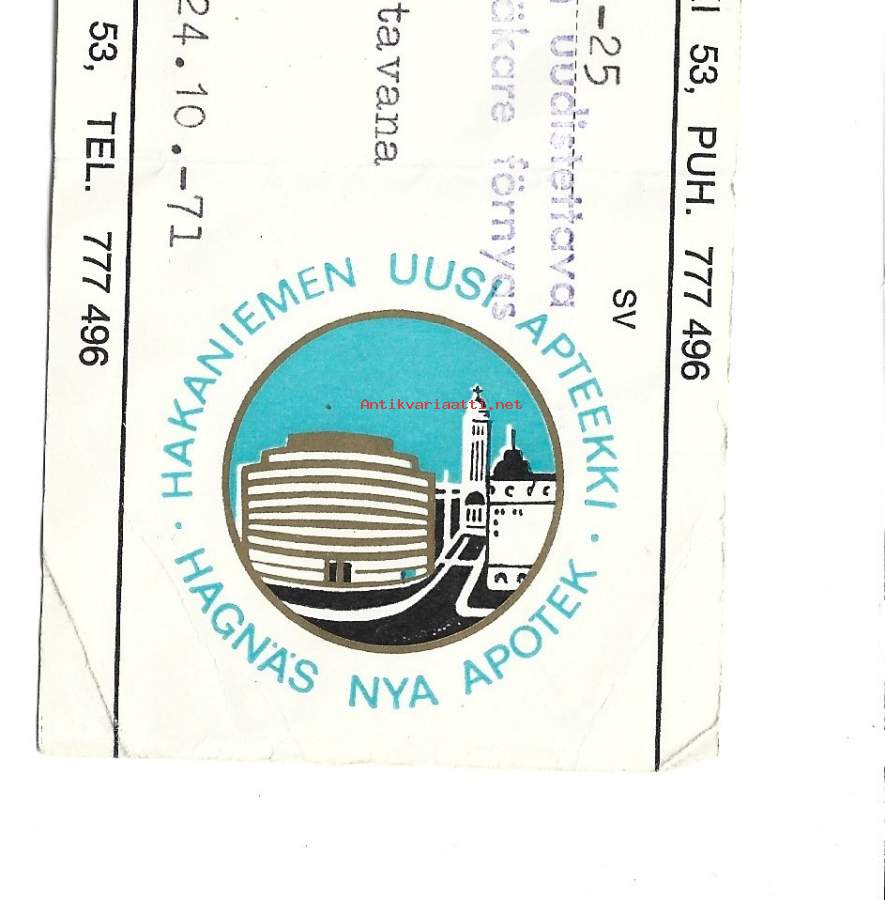 KI 53, PUH. 777 496
-25
uudistettava
förnyas
SV
tavana
24.10.-71
53, TEL. 777 496
HAKANIEMEN UUSI APTEEKKI
HAGNÄS NYA APOTEK
Antikvariaatti.net